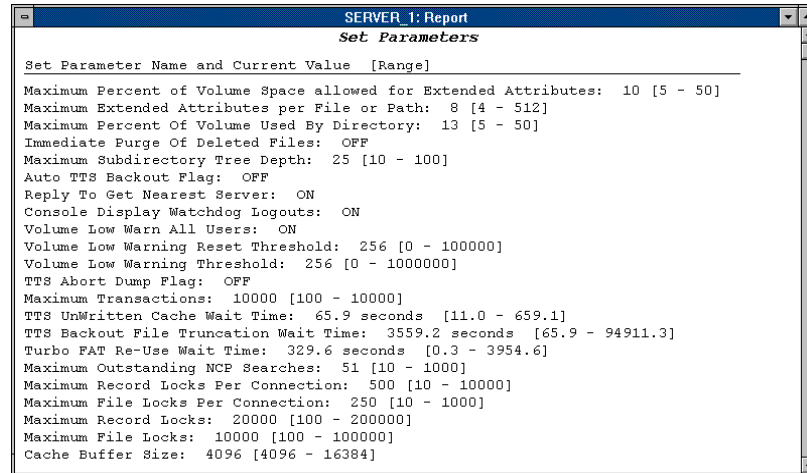 SERVER_1: Report
Set Parameters
Set Parameter Name and Current Value [Range]
Maximum Percent of Volume Space allowed for Extended Attributes: 10 [5 - 50]
Maximum Extended Attributes per File or Path: 8 [4 - 512]
Maximum Percent Of Volume Used By Directory: 13 [5 - 50]
Immediate Purge Of Deleted Files: OFF
Maximum Subdirectory Tree Depth: 25 [10 - 100]
Auto TTS Backout Flag: OFF
Reply To Get Nearest Server: ON
Console Display Watchdog Logouts: ON
Volume Low Warn All Users: ON
Volume Low Warning Reset Threshold: 256 [0 - 100000]
Volume Low Warning Threshold: 256 [0 - 1000000]
TTS Abort Dump Flag: OFF
Maximum Transactions: 10000 [100 - 10000]
TTS UnWritten Cache Wait Time: 65.9 seconds [11.0 - 659.1]
TTS Backout File Truncation Wait Time: 3559.2 seconds [65.9 - 94911.3]
Turbo FAT Re-Use Wait Time: 329.6 seconds [0.3 - 3954.6]
Maximum Outstanding NCP Searches: 51 [10 - 1000]
Maximum Record Locks Per Connection: 500 [10 - 10000]
Maximum File Locks Per Connection: 250 [10 - 1000]
Maximum Record Locks: 20000 [100 - 200000]
Maximum File Locks: 10000 [100 - 100000]
Cache Buffer Size: 4096 [4096 - 16384]